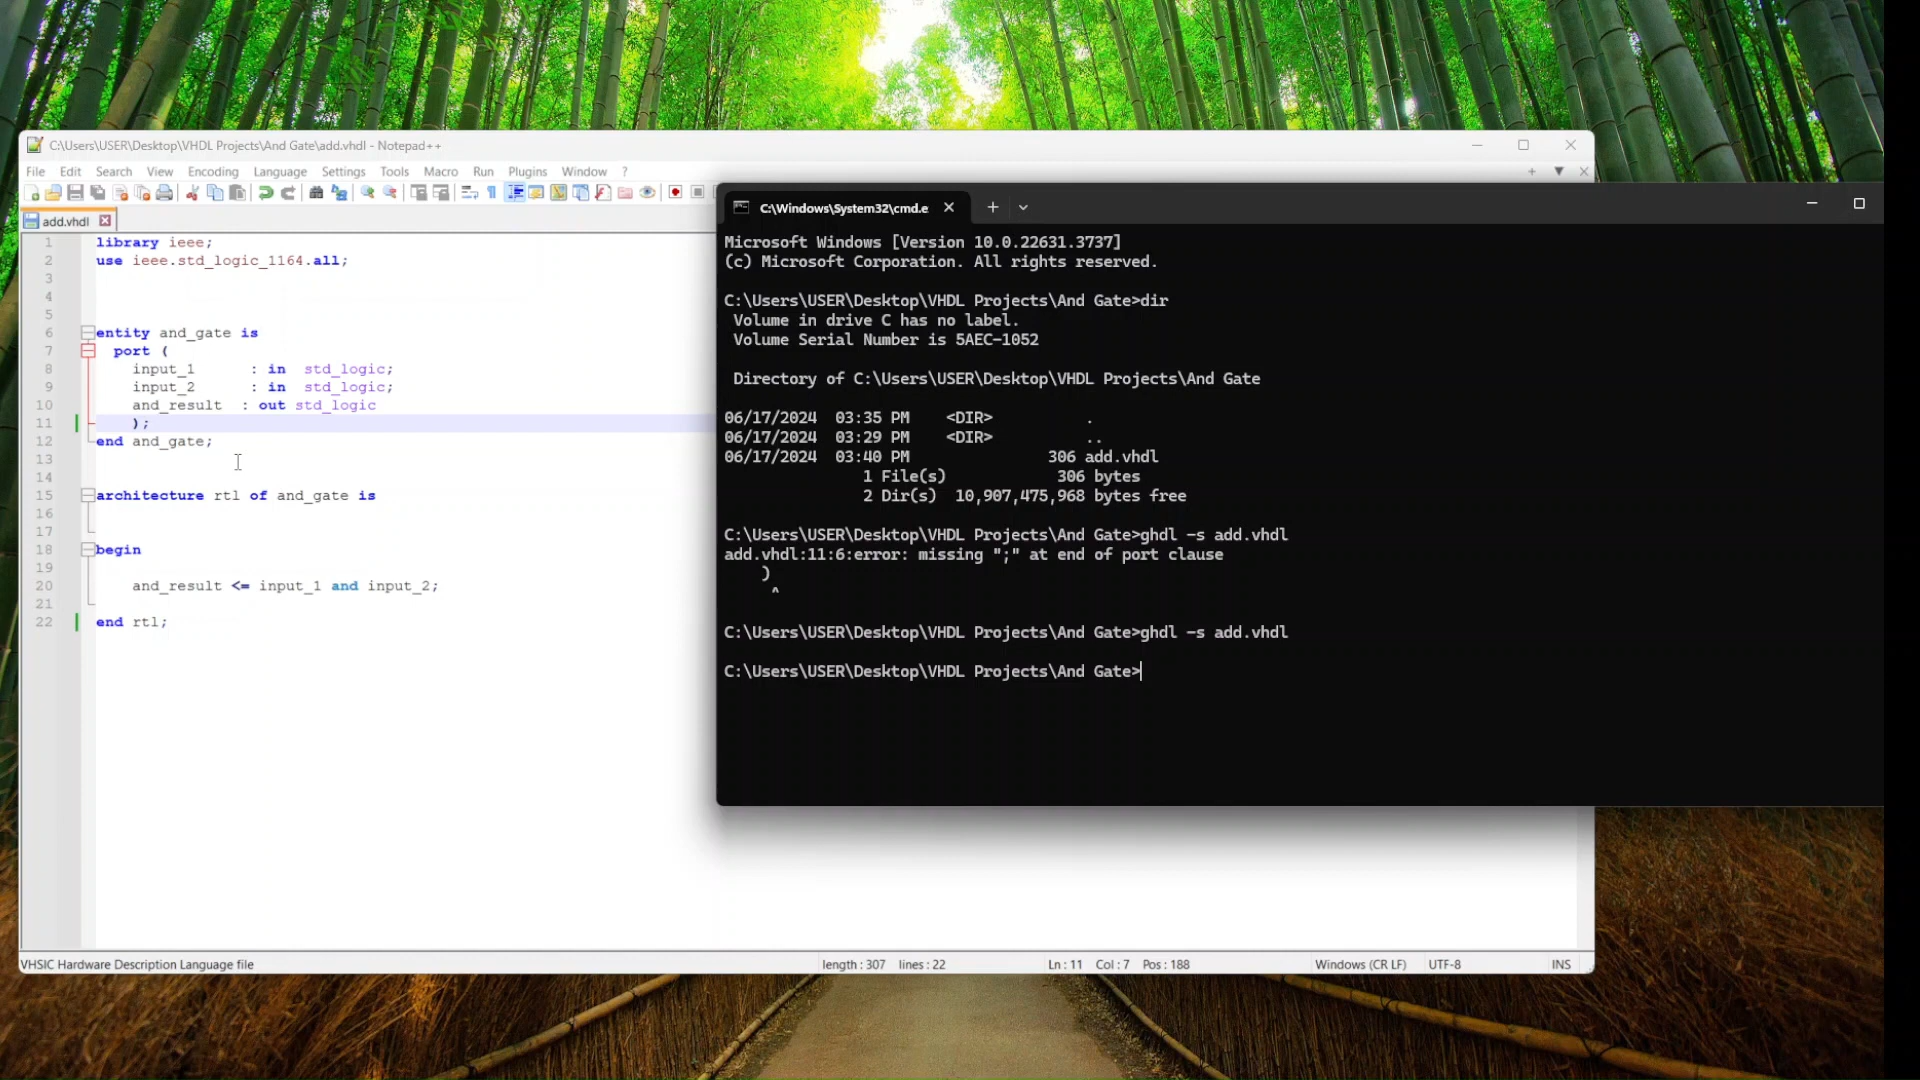 C:\Users\USER\Desktop\VHDL Projects\And Gate\add.vhdl - Notepad++
File Edit Search View Encoding Language Settings Tools Macro Run Plugins Window ?
add.vhdl
1 library ieee;
2 use ieee.std_logic_1164.all;
3
4
5
6 entity and_gate is
7 port (
8 input_1 : in std_logic;
9 input_2 : in std_logic;
10 and_result : out std_logic
11 );
12 end and_gate;
13
14
15 architecture rtl of and_gate is
16
17
18 begin
19
20 and_result <= input_1 and input_2;
21
22 end rtl;
VHSIC Hardware Description Language file length : 307 lines : 22 Ln : 11 Col : 7 Pos : 188 Windows (CR LF) UTF-8 INS
C:\Windows\System32\cmd.e
Microsoft Windows [Version 10.0.22631.3737]
(c) Microsoft Corporation. All rights reserved.
C:\Users\USER\Desktop\VHDL Projects\And Gate>dir
Volume in drive C has no label.
Volume Serial Number is 5AEC-1052
Directory of C:\Users\USER\Desktop\VHDL Projects\And Gate
06/17/2024 03:35 PM <DIR> .
06/17/2024 03:29 PM <DIR> ..
06/17/2024 03:40 PM 306 add.vhdl
1 File(s) 306 bytes
2 Dir(s) 10,907,475,968 bytes free
C:\Users\USER\Desktop\VHDL Projects\And Gate>ghdl -s add.vhdl
add.vhdl:11:6:error: missing ";" at end of port clause
)
^
C:\Users\USER\Desktop\VHDL Projects\And Gate>ghdl -s add.vhdl
C:\Users\USER\Desktop\VHDL Projects\And Gate>